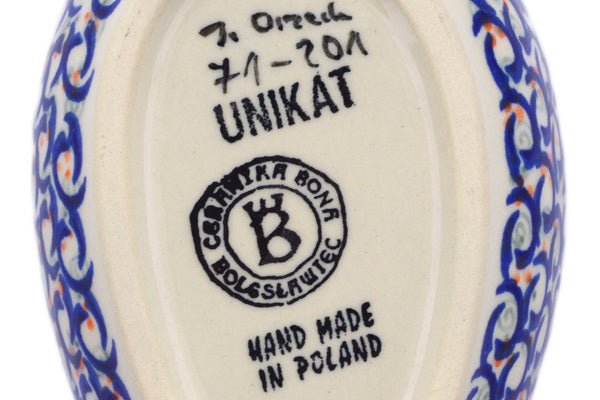 J. Orzech
71-201
UNIKAT
CERAMIKA BONA
B
BOLESŁAWIEC
HAND MADE
IN POLAND